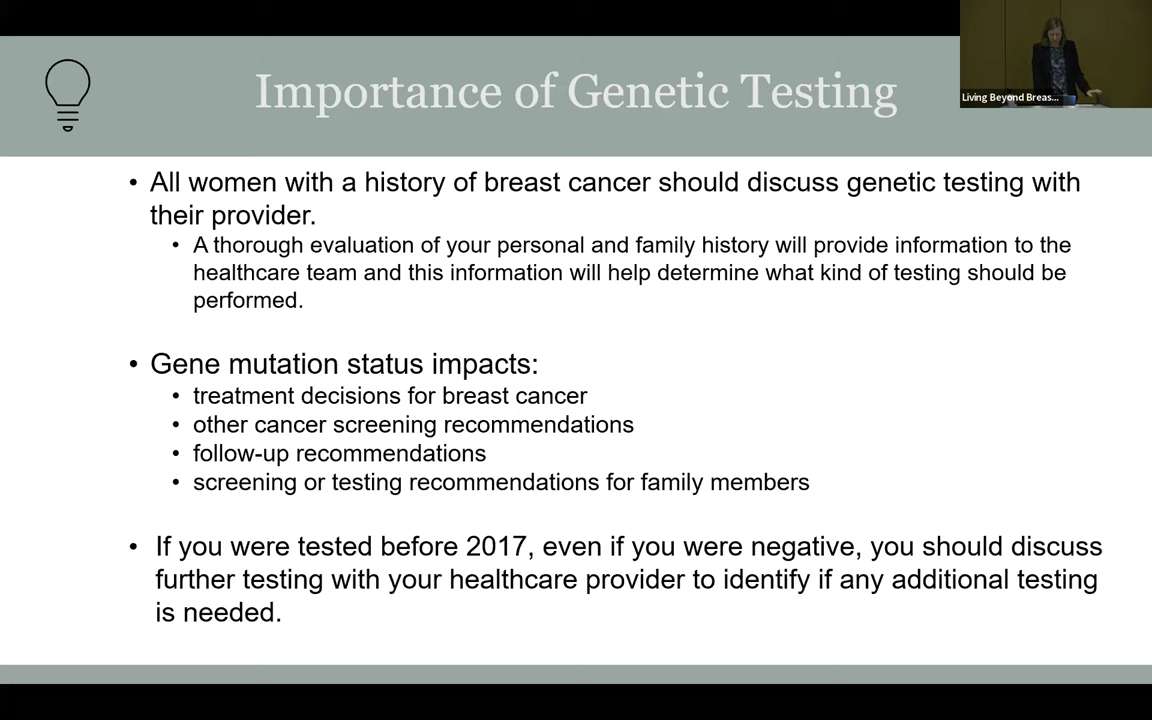 Importance of Genetic Testing
Living Beyond Breas...
• All women with a history of breast cancer should discuss genetic testing with
their provider.
• A thorough evaluation of your personal and family history will provide information to the
healthcare team and this information will help determine what kind of testing should be
performed.
• Gene mutation status impacts:
• treatment decisions for breast cancer
• other cancer screening recommendations
• follow-up recommendations
• screening or testing recommendations for family members
• If you were tested before 2017, even if you were negative, you should discuss
further testing with your healthcare provider to identify if any additional testing
is needed.